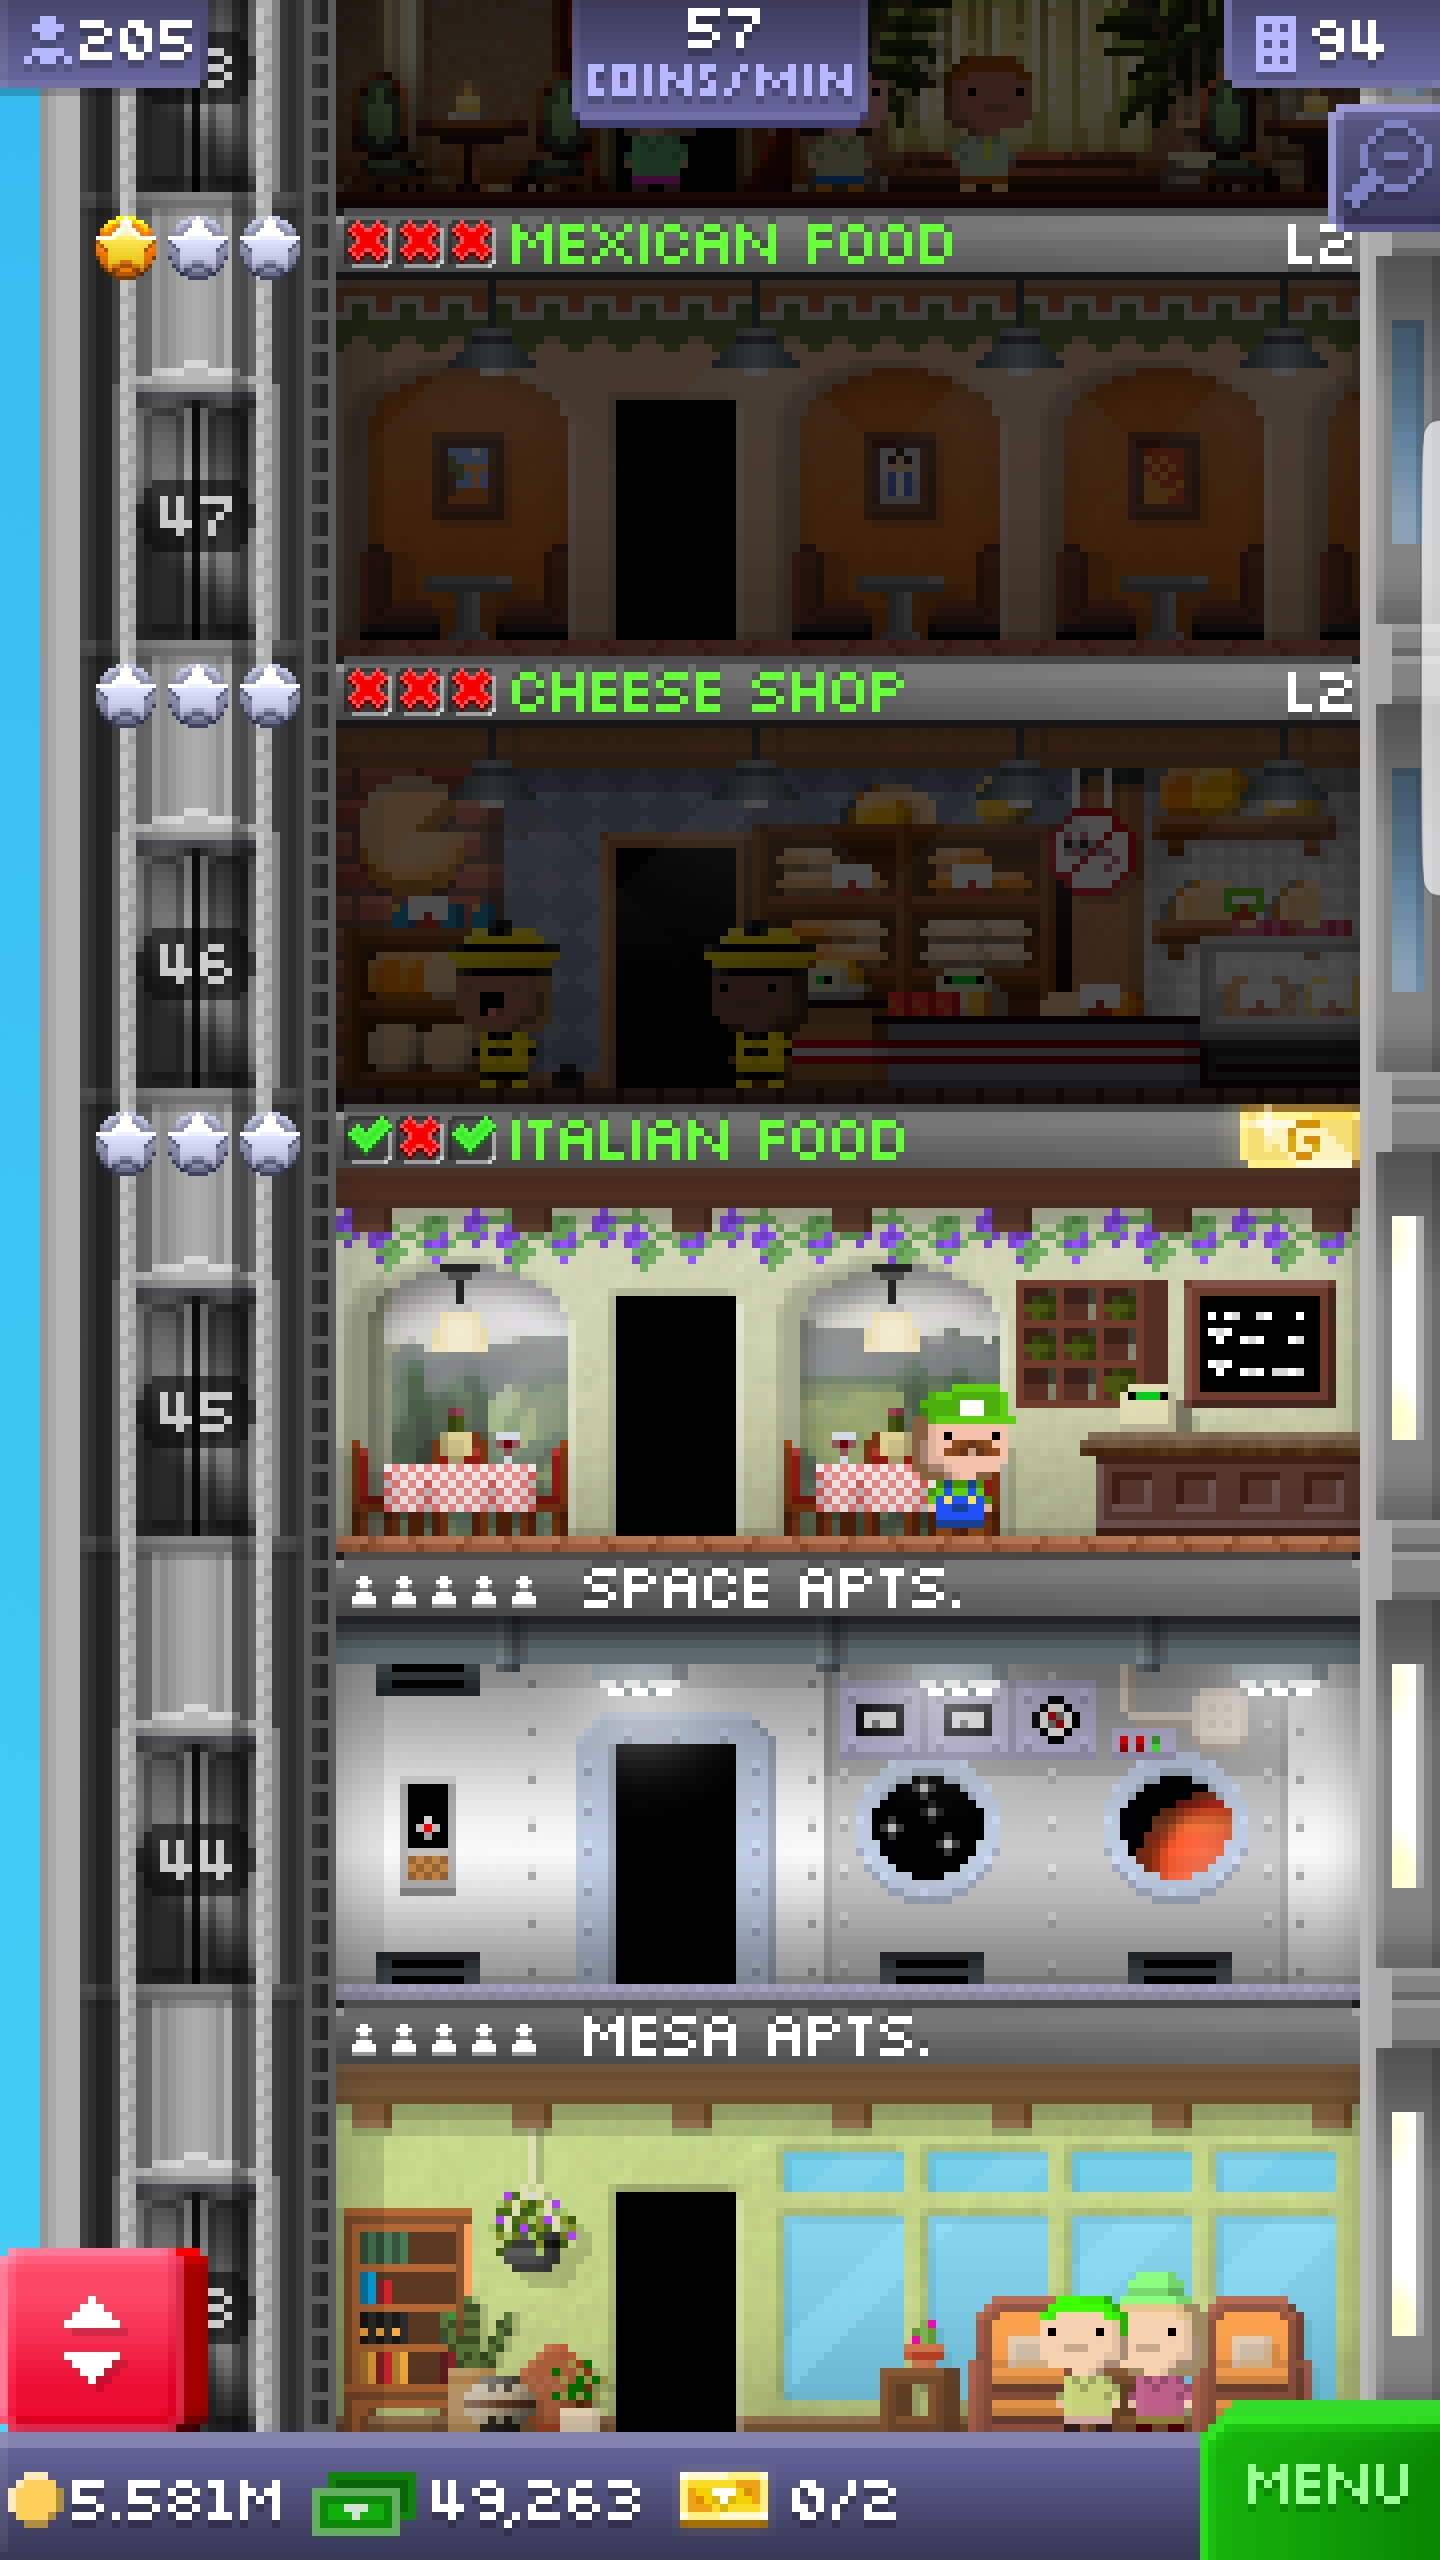 205
57
COINS/MIN
94
MEXICAN FOOD
L2
47
CHEESE SHOP
L2
46
ITALIAN FOOD
G
45
SPACE APTS.
44
MESA APTS.
5.581M
49,263
0/2
MENU